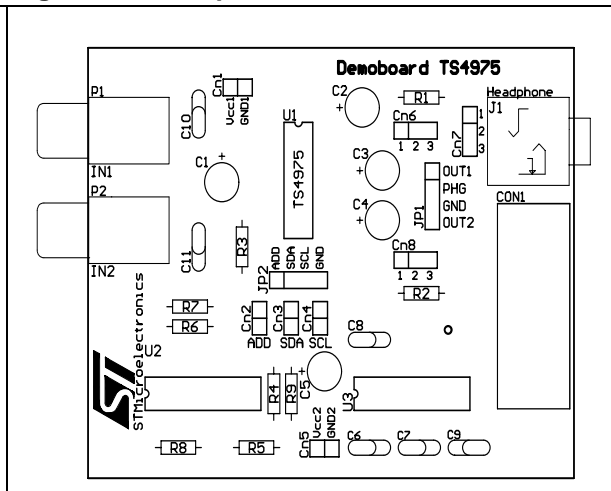 Demoboard TS4975
P1
Cn1
Vcc1
GND1
C2
R1
Headphone
J1
C10
U1
Cn6
1 2 3
Cn7
1
2
3
TS4975
IN1
C1
C3
OUT1
PHG
GND
OUT2
JP1
P2
C4
CON1
IN2
C11
R3
Cn8
1 2 3
JP2
ADD
SDA
SCL
GND
R2
R7
R6
Cn2
Cn3
Cn4
ADD SDA SCL
C8
ST
STMicroelectronics
U2
R4
R9
C5
U3
R8
R5
Cn5
Vcc2
GND2
C6
C7
C9